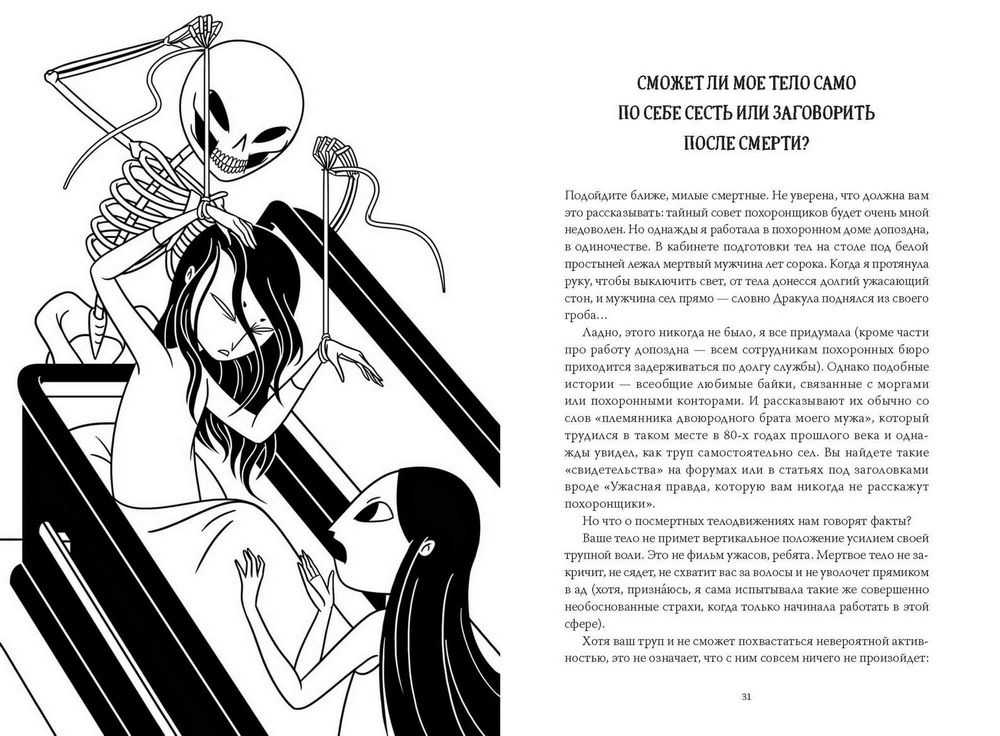 СМОЖЕТ ЛИ МОЕ ТЕЛО САМО
ПО СЕБЕ СЕСТЬ ИЛИ ЗАГОВОРИТЬ
ПОСЛЕ СМЕРТИ?
Подойдите ближе, милые смертные. Не уверена, что должна вам
это рассказывать: тайный совет похоронщиков будет очень мной
недоволен. Но однажды я работала в похоронном доме допоздна,
в одиночестве. В кабинете подготовки тел на столе под белой
простыней лежал мертвый мужчина лет сорока. Когда я протянула
руку, чтобы выключить свет, от тела донесся долгий ужасающий
стон, и мужчина сел прямо — словно Дракула поднялся из своего
гроба...
Ладно, этого никогда не было, я все придумала (кроме части
про работу допоздна — всем сотрудникам похоронных бюро
приходится задерживаться по долгу службы). Однако подобные
истории — всеобщие любимые байки, связанные с моргами
или похоронными конторами. И рассказывают их обычно со
слов «племянника двоюродного брата моего мужа», который
трудился в таком месте в 80-х годах прошлого века и одна-
жды увидел, как труп самостоятельно сел. Вы найдете такие
«свидетельства» на форумах или в статьях под заголовками
вроде «Ужасная правда, которую вам никогда не расскажут
похоронщики».
Но что о посмертных телодвижениях нам говорят факты?
Ваше тело не примет вертикальное положение усилием своей
трупной воли. Это не фильм ужасов, ребята. Мертвое тело не за-
кричит, не сядет, не схватит вас за волосы и не уволочет прямиком
в ад (хотя, призна́юсь, я сама испытывала такие же совершенно
необоснованные страхи, когда только начинала работать в этой
сфере).
Хотя ваш труп и не сможет похвастаться невероятной актив-
ностью, это не означает, что с ним совсем ничего не произойдет:
31